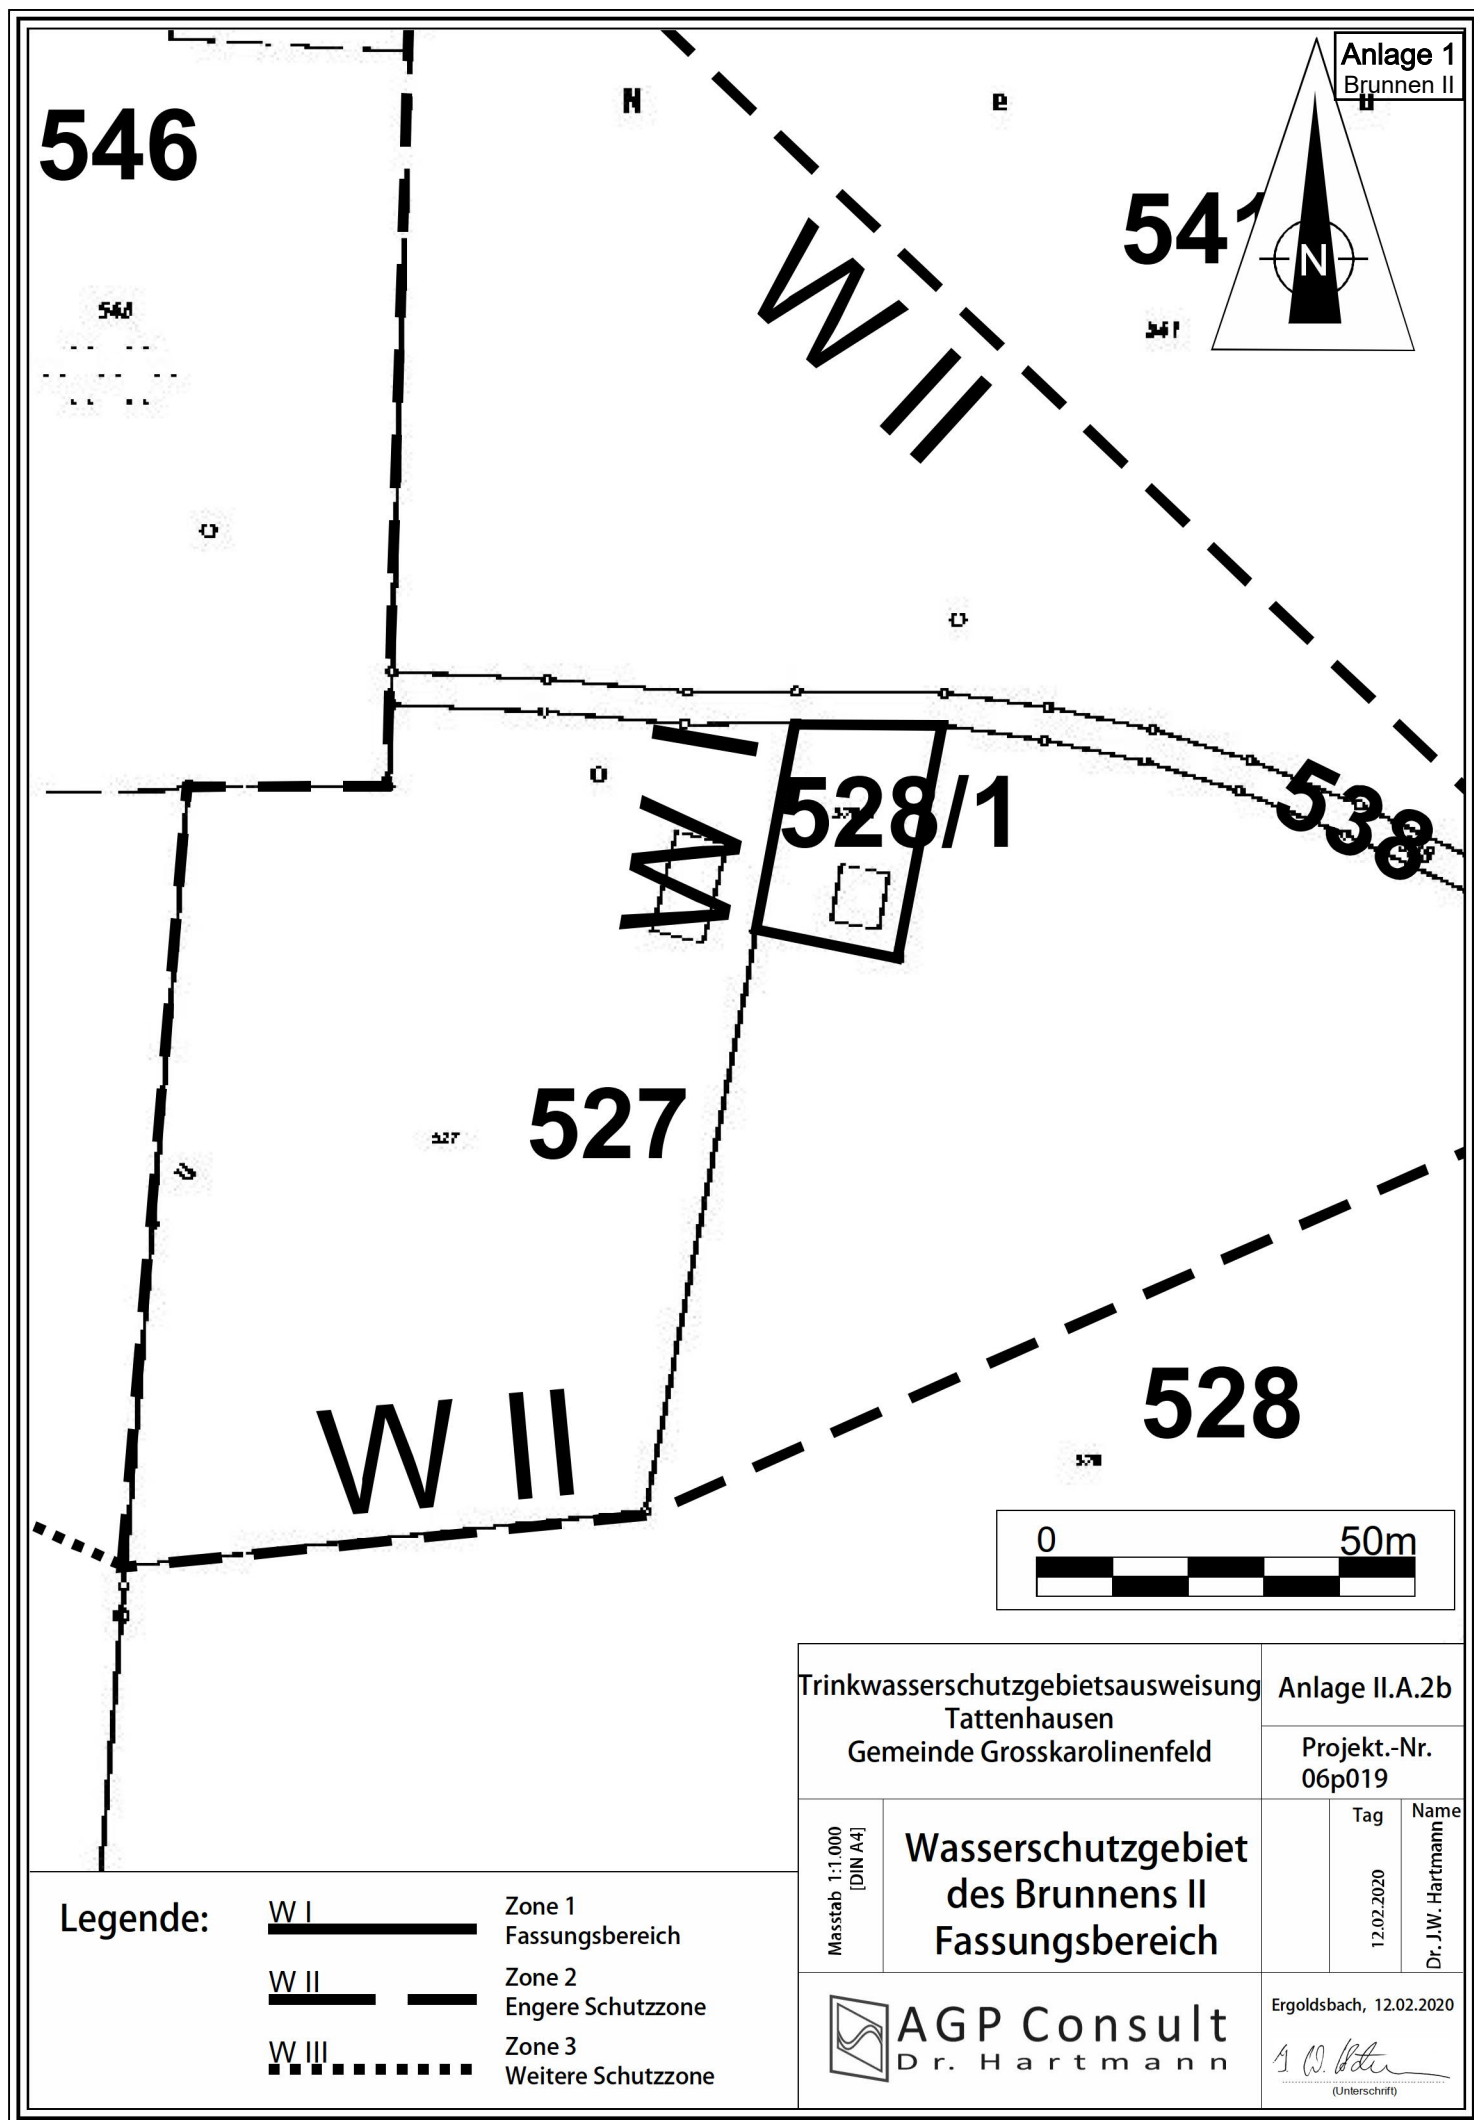 Anlage 1
Brunnen II
N e u
546
541
N
W II
546
541
W I
528/1
538
527
527
W II
528
0 50m
Trinkwasserschutzgebietsausweisung
Tattenhausen
Gemeinde Grosskarolinenfeld
Anlage II.A.2b
Projekt.-Nr.
06p019
Masstab 1:1.000
[DIN A4]
Wasserschutzgebiet
des Brunnens II
Fassungsbereich
Tag
12.02.2020
Name
Dr. J.W. Hartmann
Legende:
W I
Zone 1
Fassungsbereich
W II
Zone 2
Engere Schutzzone
W III
Zone 3
Weitere Schutzzone
AGP Consult
Dr. Hartmann
Ergoldsbach, 12.02.2020
(Unterschrift)